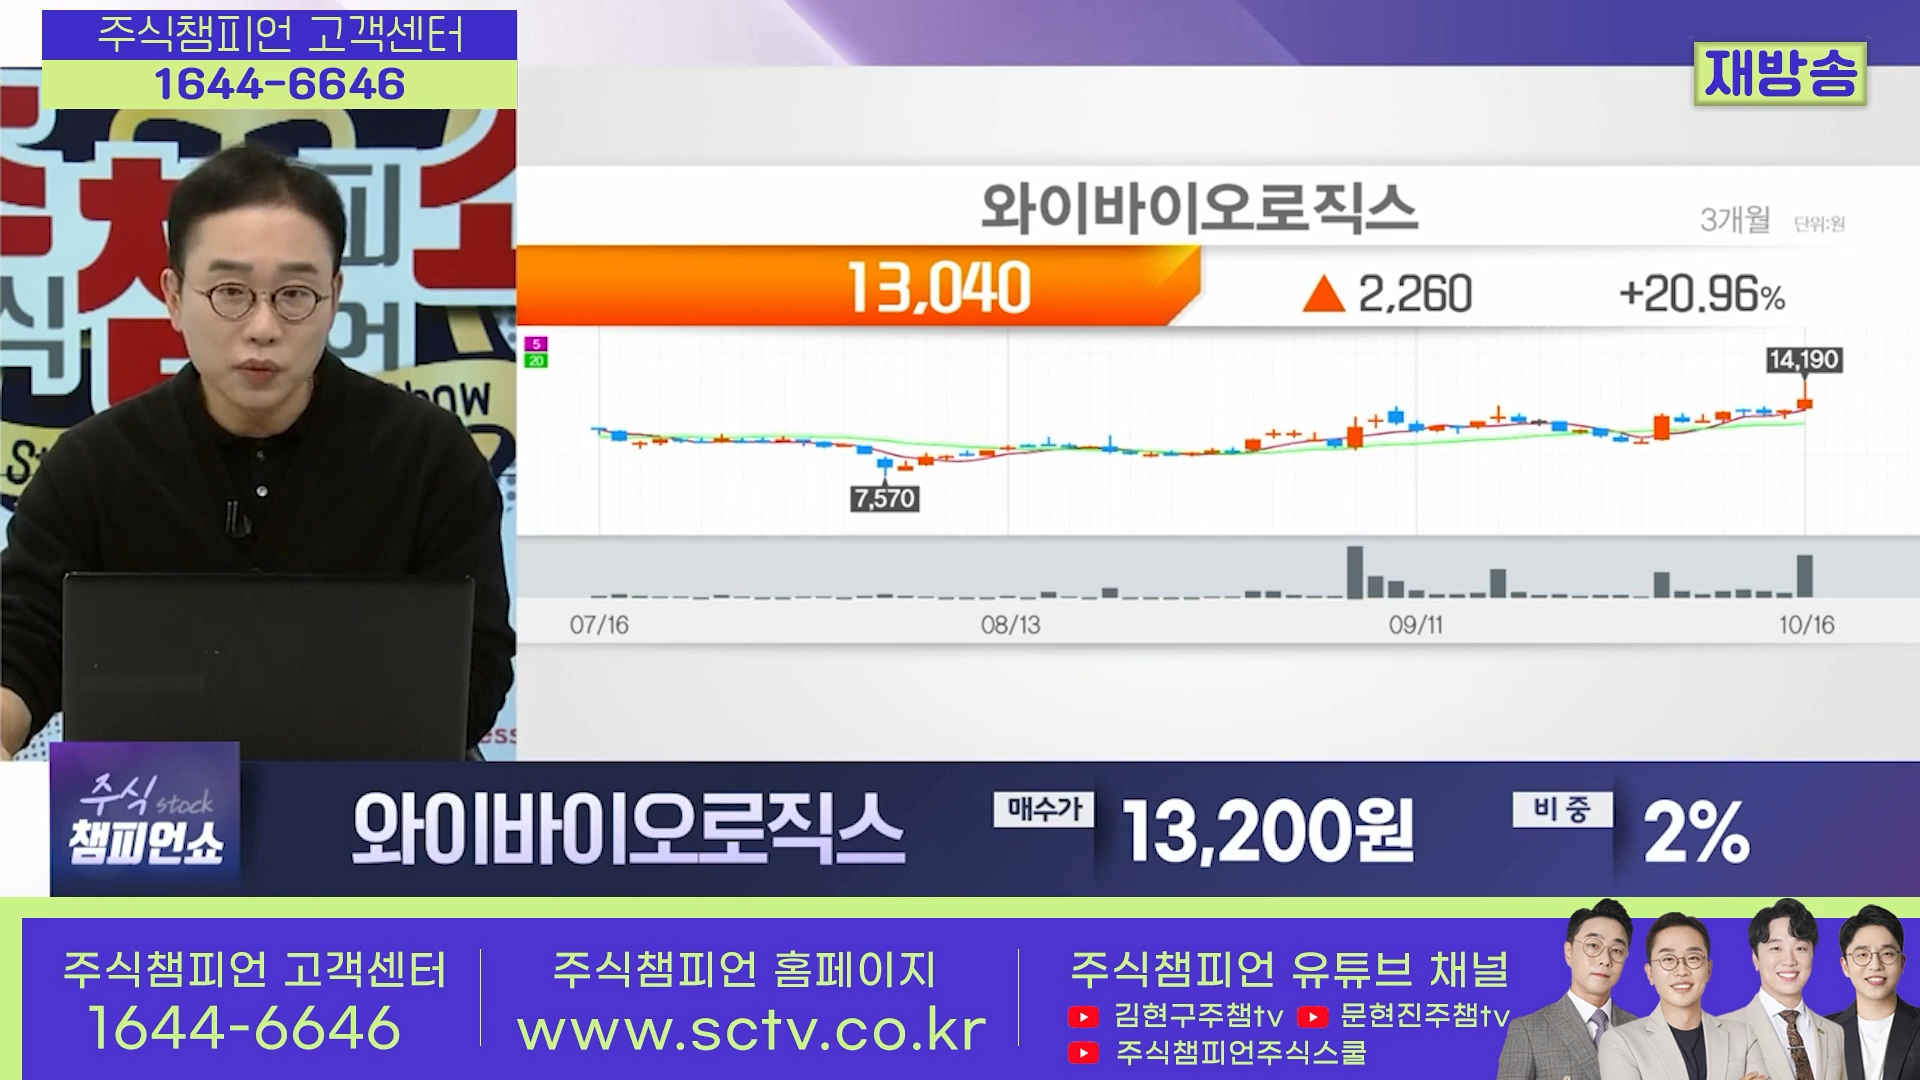 주식챔피언 고객센터
1644-6646
재방송
와이바이오로직스
3개월 단위:원
13,040 ▲ 2,260 +20.96%
5
20
14,190
7,570
07/16 08/13 09/11 10/16
주식 stock
챔피언쇼
와이바이오로직스 매수가 13,200원 비중 2%
주식챔피언 고객센터
1644-6646
주식챔피언 홈페이지
www.sctv.co.kr
주식챔피언 유튜브 채널
김현구주챔tv 문현진주챔tv
주식챔피언주식스쿨